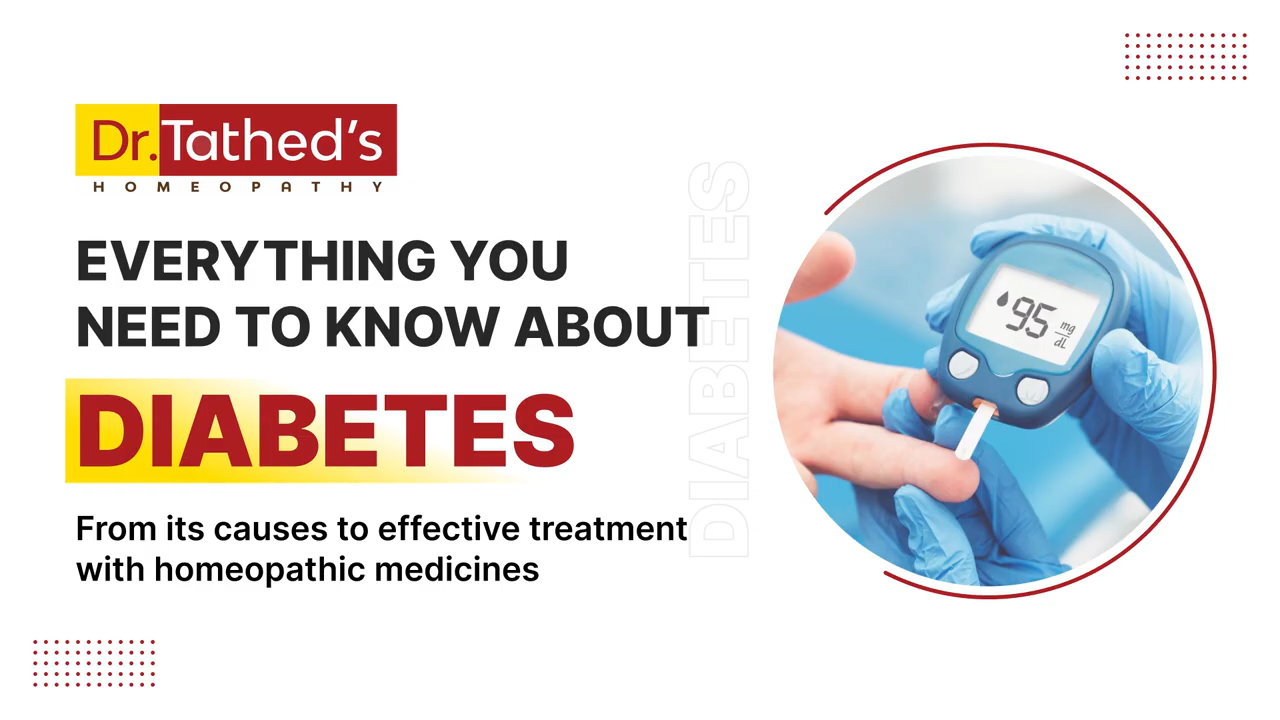 Dr.Tathed's
HOMEOPATHY
EVERYTHING YOU
NEED TO KNOW ABOUT
DIABETES
From its causes to effective treatment
with homeopathic medicines
DIABETES
95 mg
dL